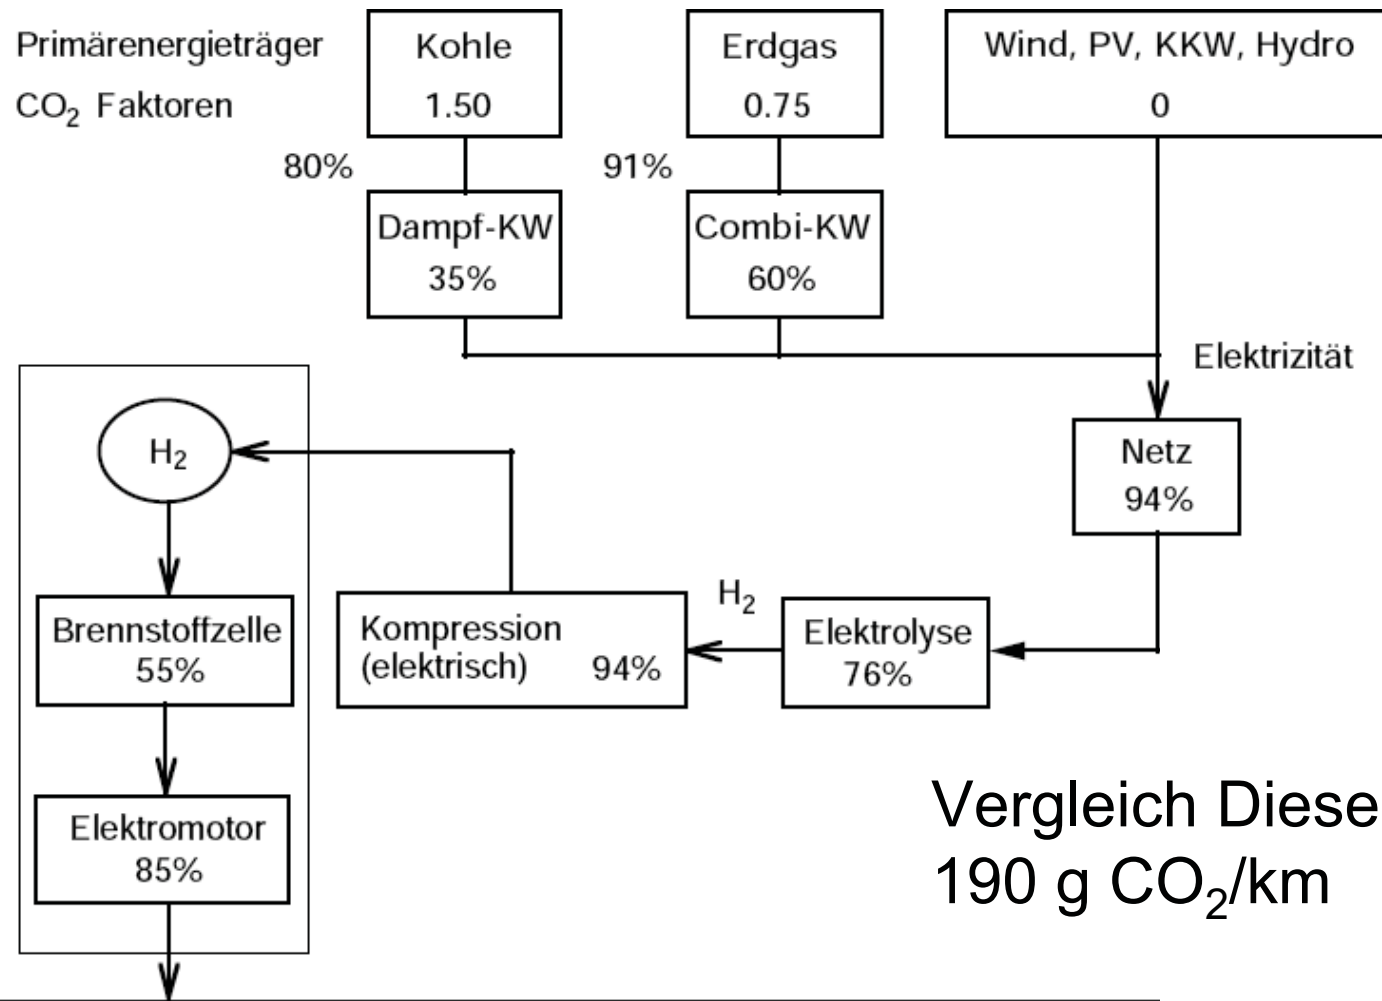 Primärenergieträger
CO₂ Faktoren
Kohle
1.50
Erdgas
0.75
Wind, PV, KKW, Hydro
0
80%
91%
Dampf-KW
35%
Combi-KW
60%
Elektrizität
Netz
94%
H₂
Brennstoffzelle
55%
Kompression
(elektrisch) 94%
H₂
Elektrolyse
76%
Elektromotor
85%
Vergleich Diese
190 g CO₂/km